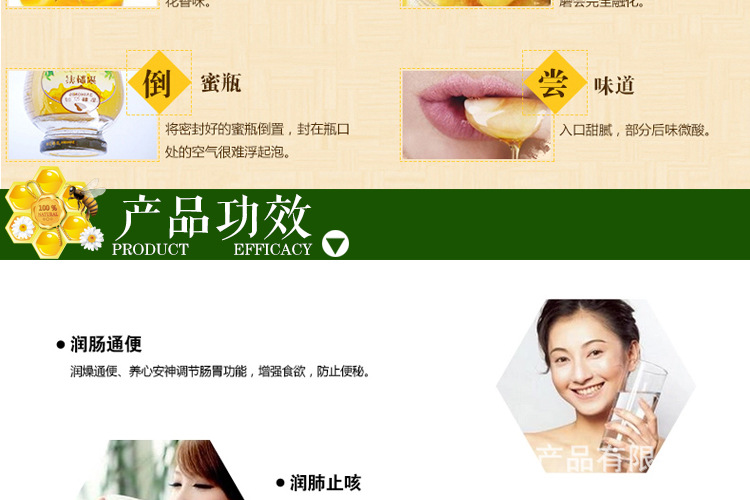 花香味。
磨尝完全融化。
倒 蜜瓶
将密封好的蜜瓶倒置，封在瓶口
处的空气很难浮起泡。
尝 味道
入口甜腻，部分后味微酸。
100 %
NATURAL
产品功效
PRODUCT EFFICACY
润肠通便
润燥通便、养心安神调节肠胃功能，增强食欲，防止便秘。
产品有限
润肺止咳